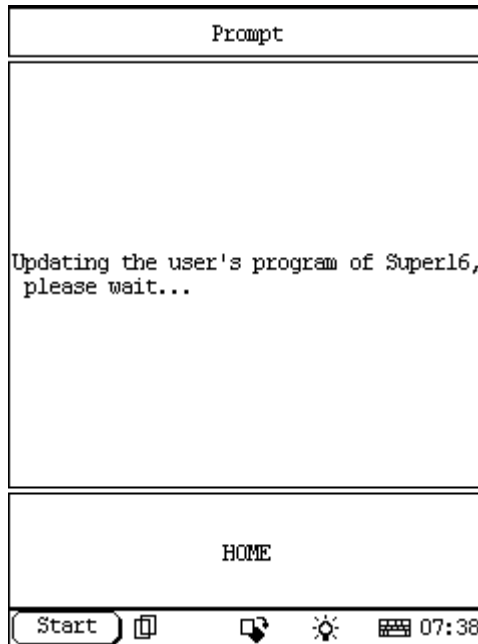 Prompt
Updating the user's program of Super16,
please wait...
HOME
Start 07:38